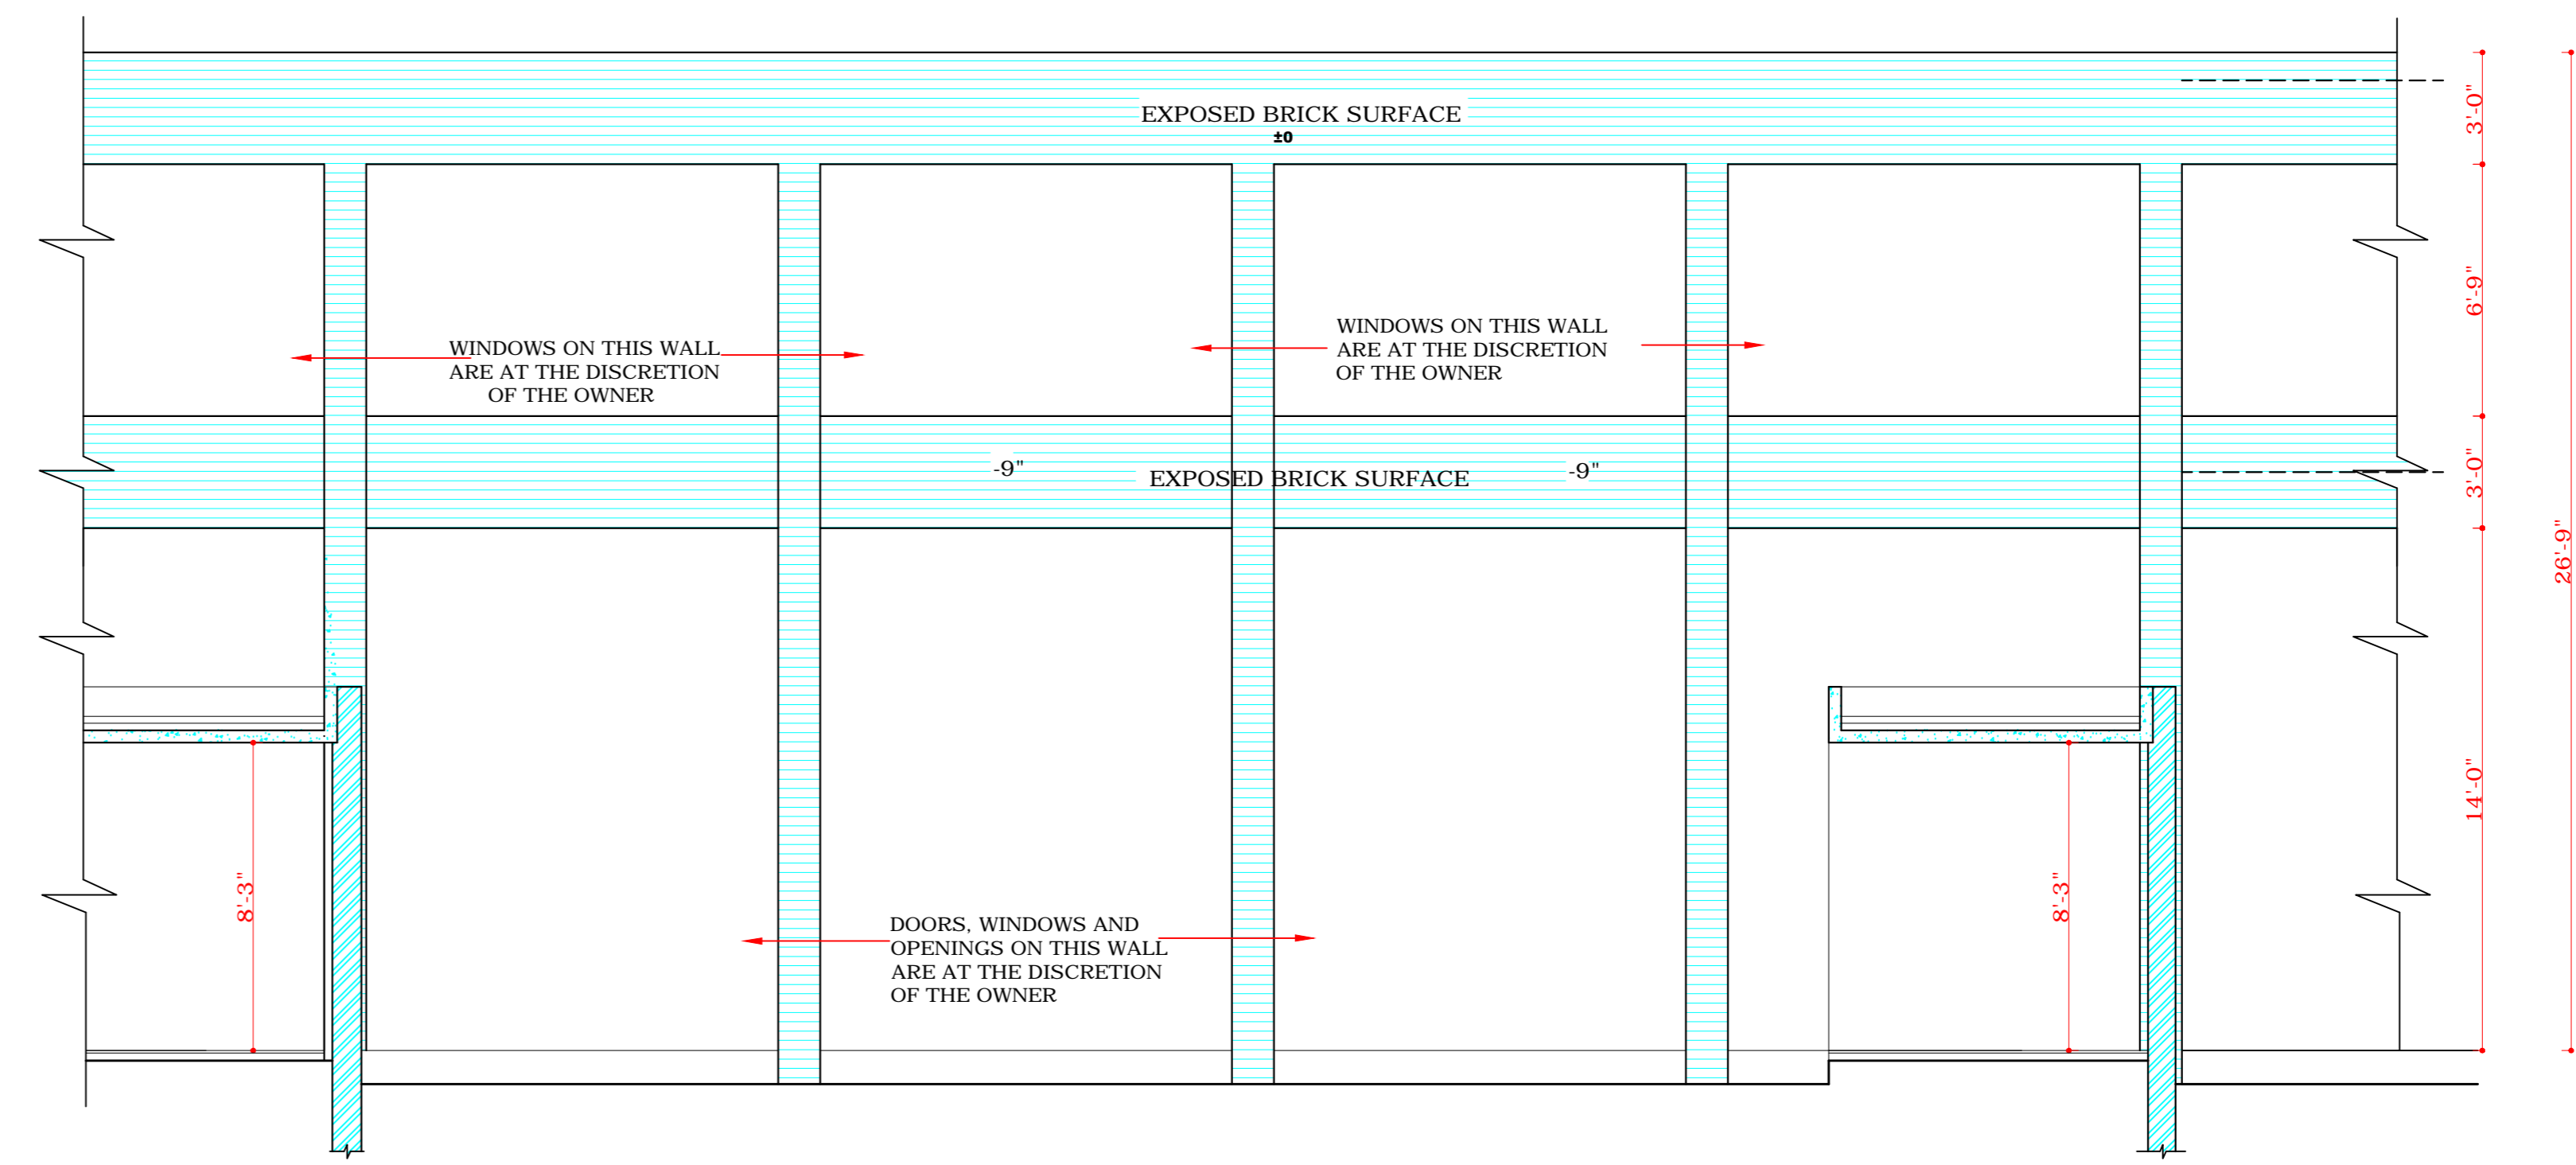 EXPOSED BRICK SURFACE
±0
3'-0"
6'-9"
WINDOWS ON THIS WALL
ARE AT THE DISCRETION
OF THE OWNER
WINDOWS ON THIS WALL
ARE AT THE DISCRETION
OF THE OWNER
-9"
EXPOSED BRICK SURFACE
-9"
3'-0"
26'-9"
14'-0"
8'-3"
DOORS, WINDOWS AND
OPENINGS ON THIS WALL
ARE AT THE DISCRETION
OF THE OWNER
8'-3"